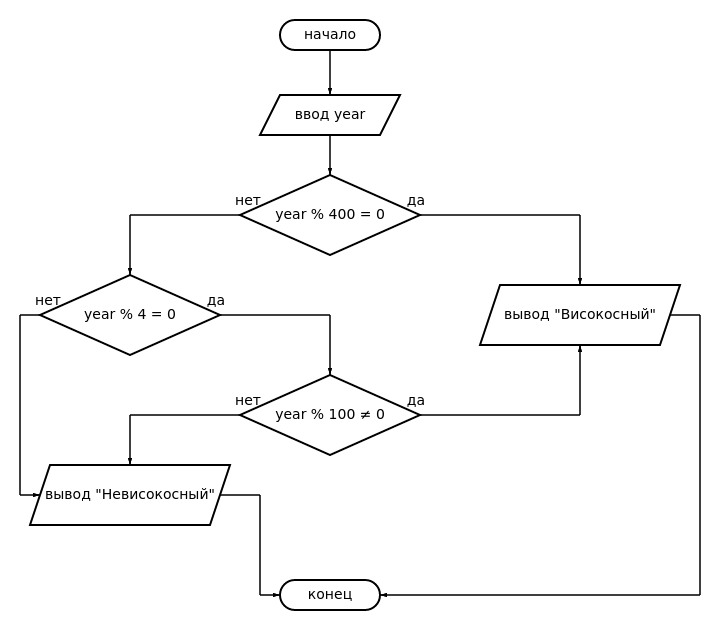 начало
ввод year
нет
да
year % 400 = 0
нет
да
year % 4 = 0
вывод "Високосный"
нет
да
year % 100 ≠ 0
вывод "Невисокосный"
конец